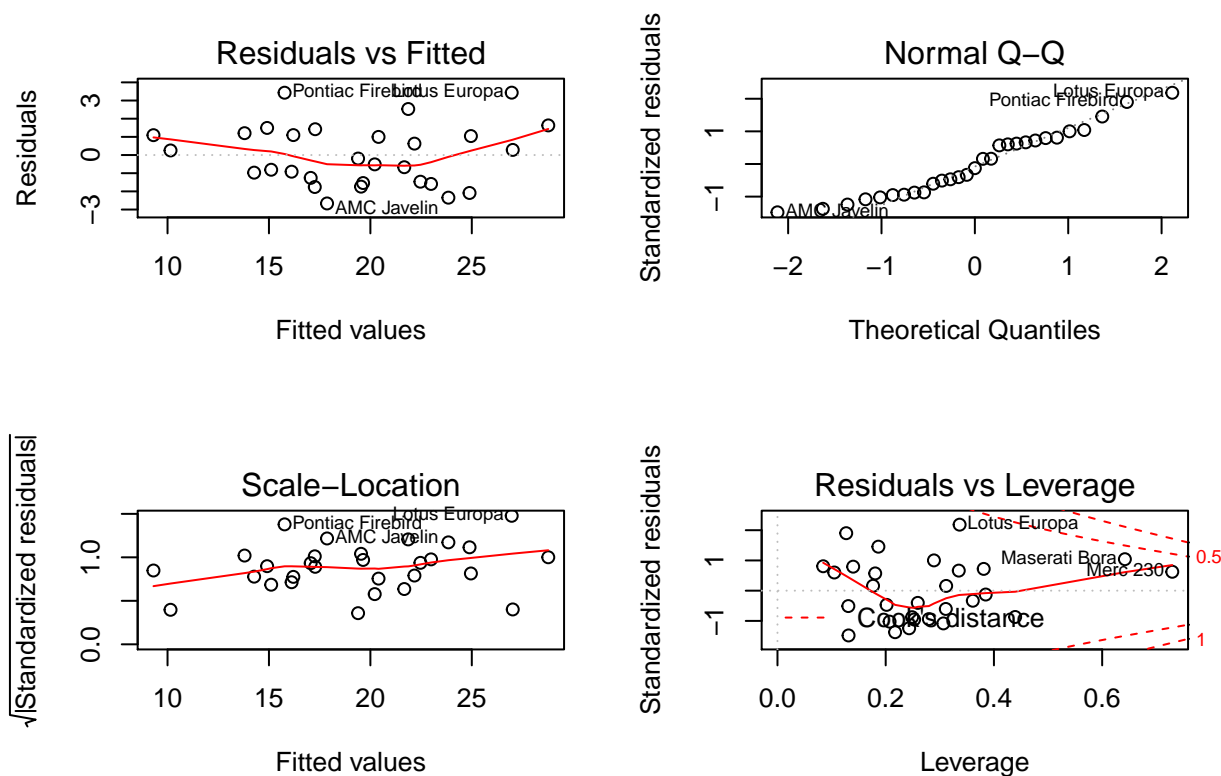 Residuals vs Fitted
Residuals
3
0
−3
Pontiac Firebird
Lotus Europa
AMC Javelin
10 15 20 25
Fitted values
Normal Q−Q
Standardized residuals
1
−1
Lotus Europa
Pontiac Firebird
AMC Javelin
−2 −1 0 1 2
Theoretical Quantiles
Scale−Location
√|Standardized residuals|
1.0
0.0
Lotus Europa
Pontiac Firebird
AMC Javelin
10 15 20 25
Fitted values
Residuals vs Leverage
Standardized residuals
1
−1
Lotus Europa
Maserati Bora
Merc 230
0.5
1
Cook's distance
0.0 0.2 0.4 0.6
Leverage